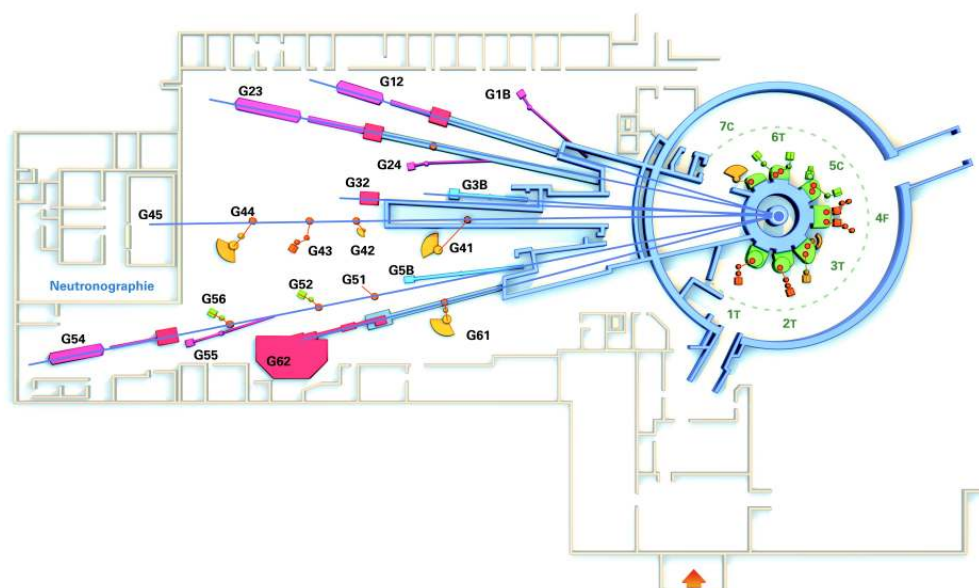 G12
G23
G1B
7C
6T
5C
G24
G32
G3B
G45
G44
4F
G43
G42
G41
3T
G5B
Neutronographie
G56
G52
G51
1T
2T
G54
G55
G61
G62